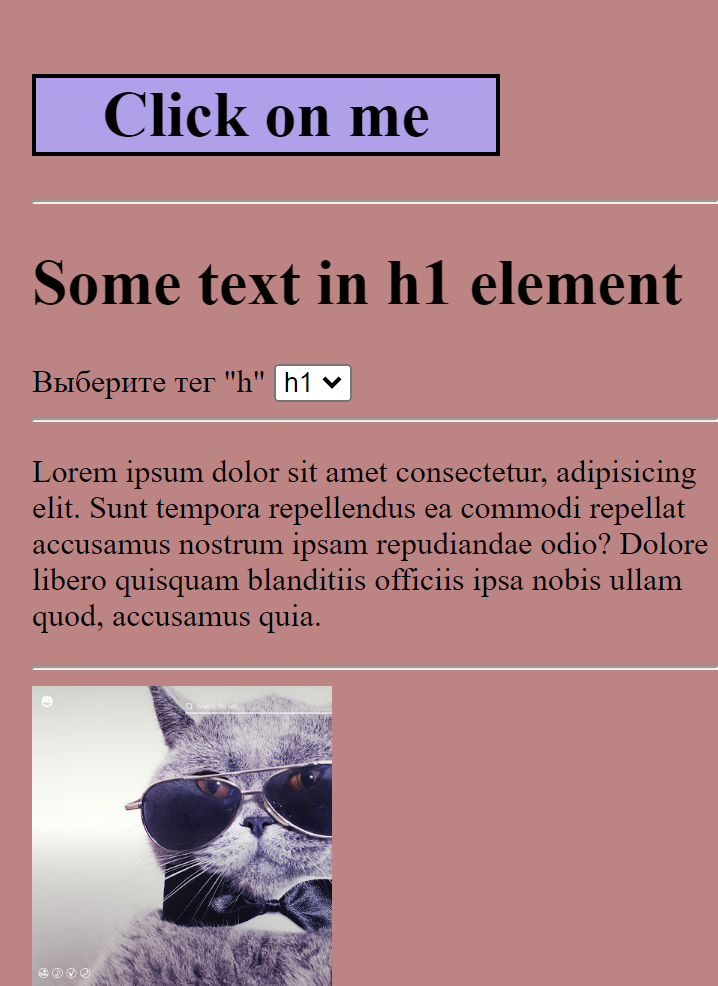 Click on me
Some text in h1 element
Выберите тег "h" h1
Lorem ipsum dolor sit amet consectetur, adipisicing
elit. Sunt tempora repellendus ea commodi repellat
accusamus nostrum ipsam repudiandae odio? Dolore
libero quisquam blanditiis officiis ipsa nobis ullam
quod, accusamus quia.